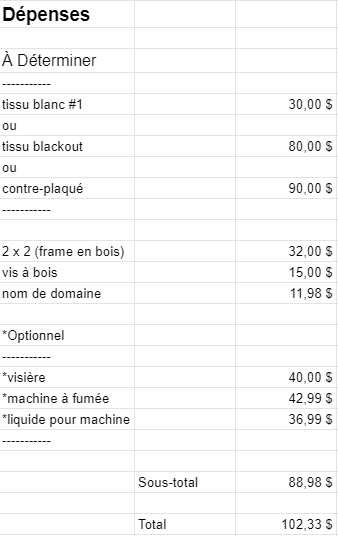 Dépenses
À Déterminer
-----------
tissu blanc #1 30,00 $
ou
tissu blackout 80,00 $
ou
contre-plaqué 90,00 $
-----------
2 x 2 (frame en bois) 32,00 $
vis à bois 15,00 $
nom de domaine 11,98 $
*Optionnel
-----------
*visière 40,00 $
*machine à fumée 42,99 $
*liquide pour machine 36,99 $
-----------
Sous-total 88,98 $
Total 102,33 $